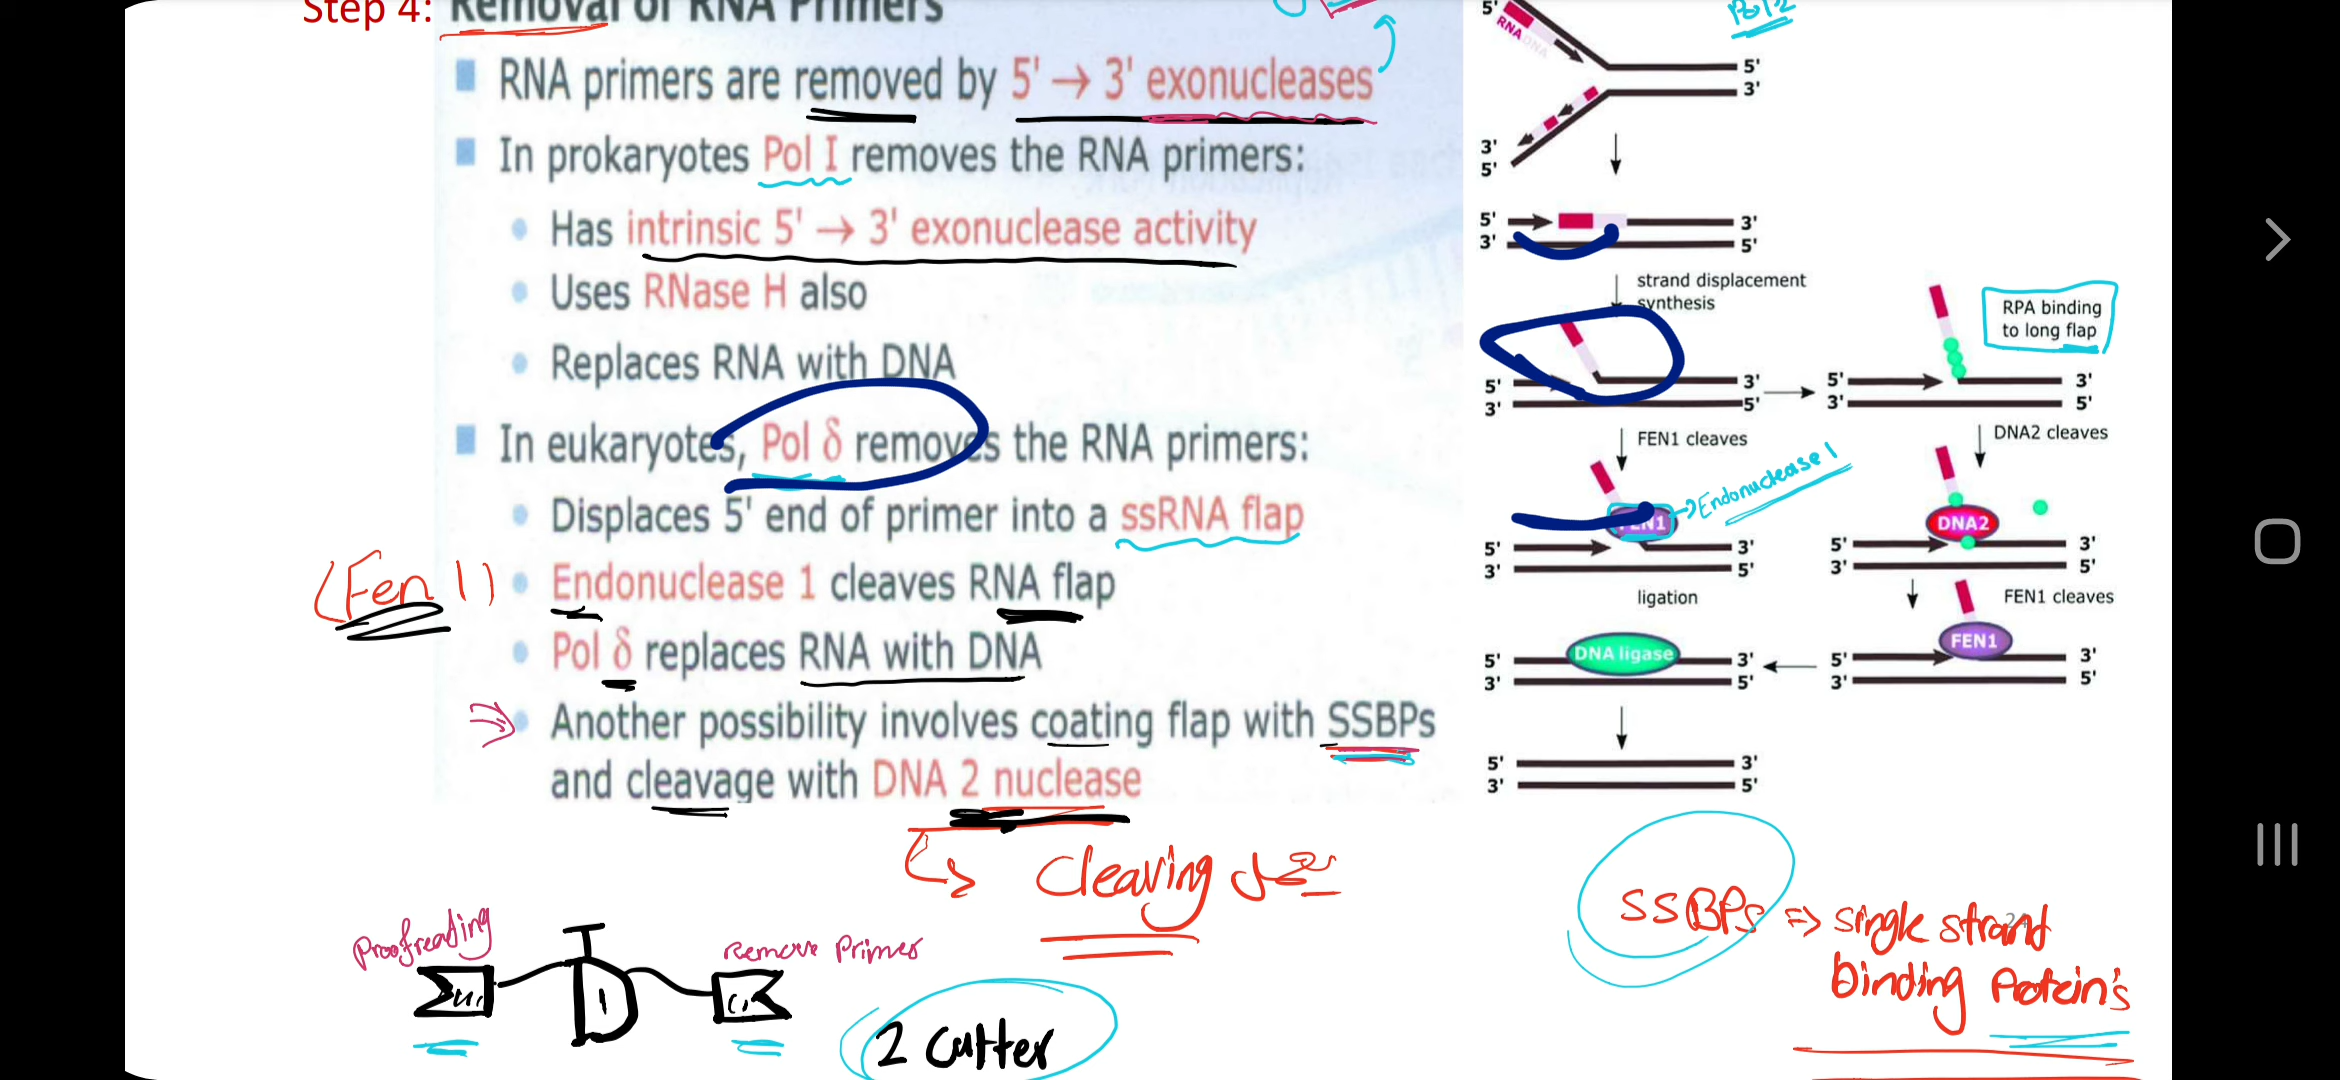 Step 4: Removal of RNA Primers
RNA primers are removed by 5' → 3' exonucleases
In prokaryotes Pol I removes the RNA primers:
Has intrinsic 5' → 3' exonuclease activity
Uses RNase H also
Replaces RNA with DNA
In eukaryotes, Pol δ removes the RNA primers:
Displaces 5' end of primer into a ssRNA flap
(Fen 1)
Endonuclease 1 cleaves RNA flap
Pol δ replaces RNA with DNA
Another possibility involves coating flap with SSBPs
and cleavage with DNA 2 nuclease
Cleaving
Proofreading
Remove Primer
1
2 Cutter
5'
RNA DNA
5'
3'
3'
5'
5' 3'
3' 5'
strand displacement
synthesis
RPA binding
to long flap
5' 3'
3' 5'
5' 3'
3' 5'
FEN1 cleaves
DNA2 cleaves
FEN1
Endonuclease 1
DNA2
5' 3'
3' 5'
5' 3'
3' 5'
ligation
FEN1 cleaves
DNA ligase
FEN1
5' 3'
3' 5'
5' 3'
3' 5'
5' 3'
3' 5'
SSBPs => single strand
binding Protein's